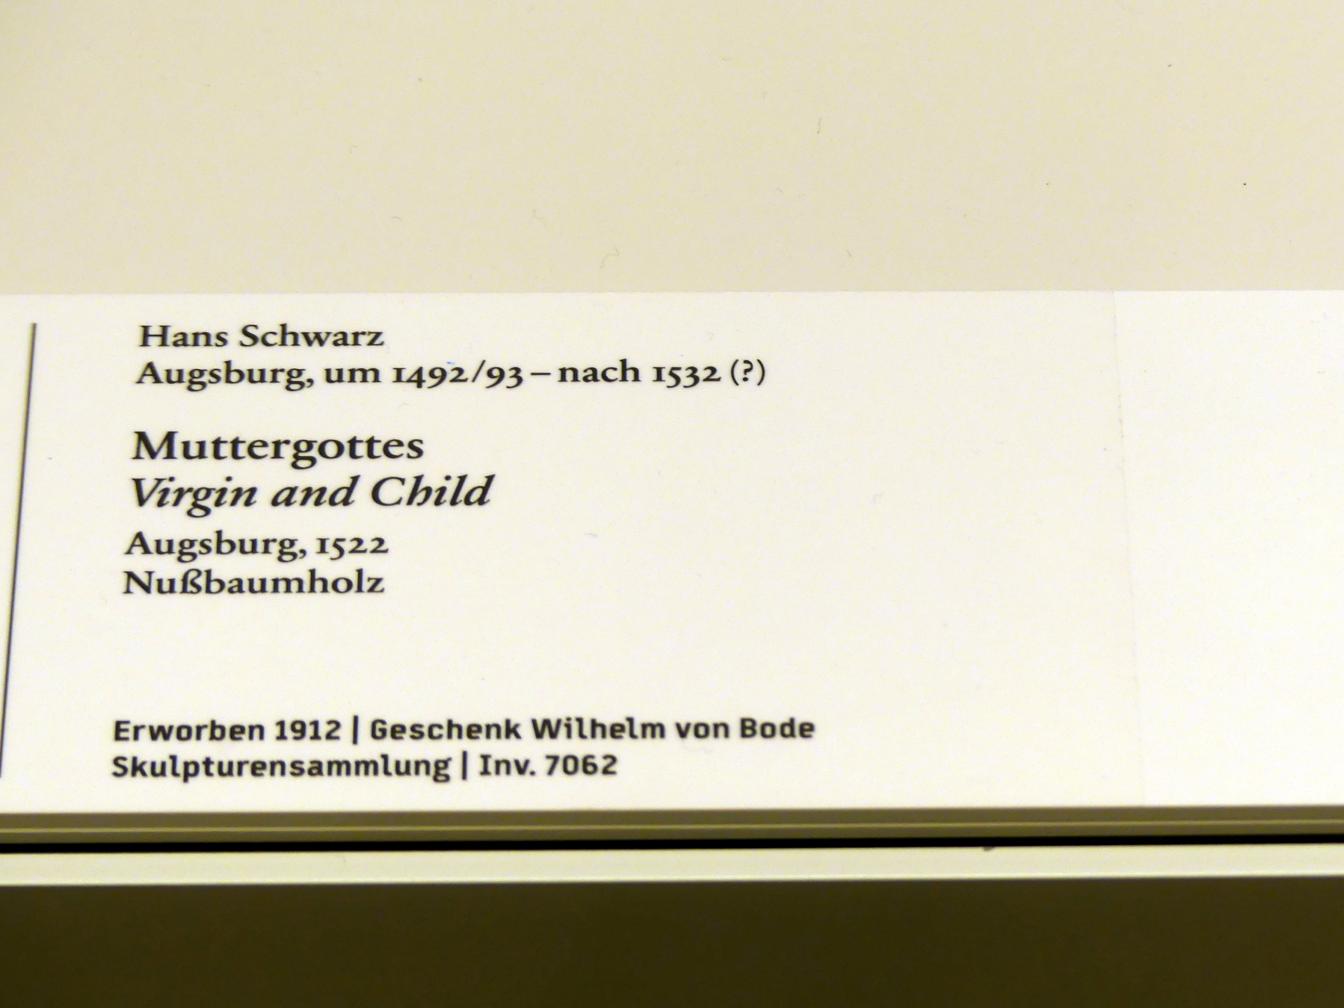 Hans Schwarz
Augsburg, um 1492/93 – nach 1532 (?)
Muttergottes
Virgin and Child
Augsburg, 1522
Nußbaumholz
Erworben 1912 | Geschenk Wilhelm von Bode
Skulpturensammlung | Inv. 7062